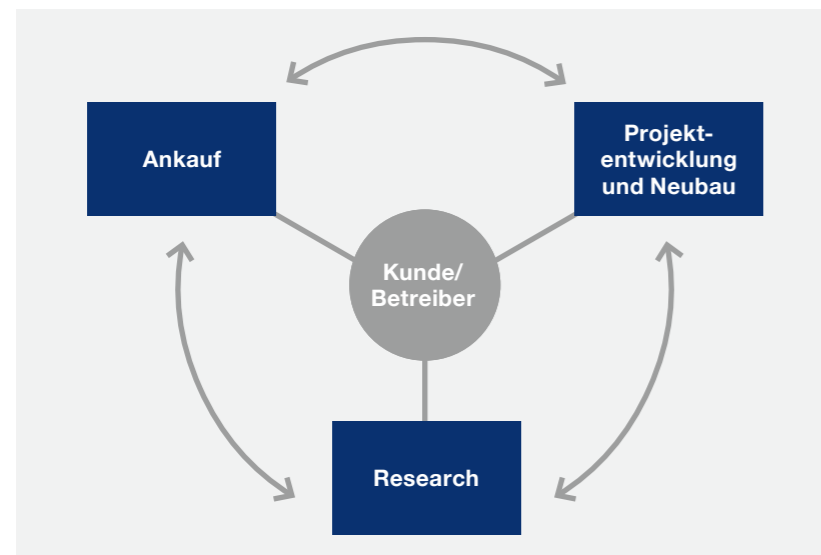 Ankauf
Projekt-
entwicklung
und Neubau
Kunde/
Betreiber
Research